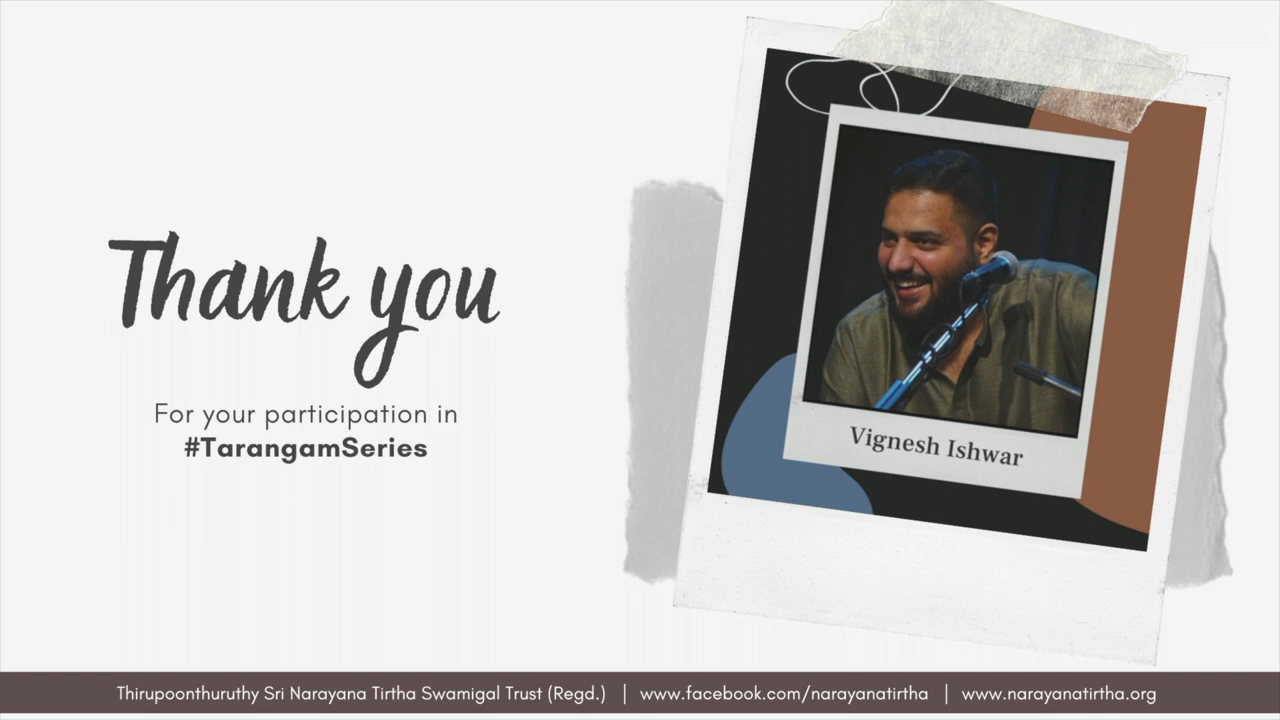 Thank you
For your participation in
#TarangamSeries
Vignesh Ishwar
Thirupoonthuruthy Sri Narayana Tirtha Swamigal Trust (Regd.) | www.facebook.com/narayanatirtha | www.narayanatirtha.org